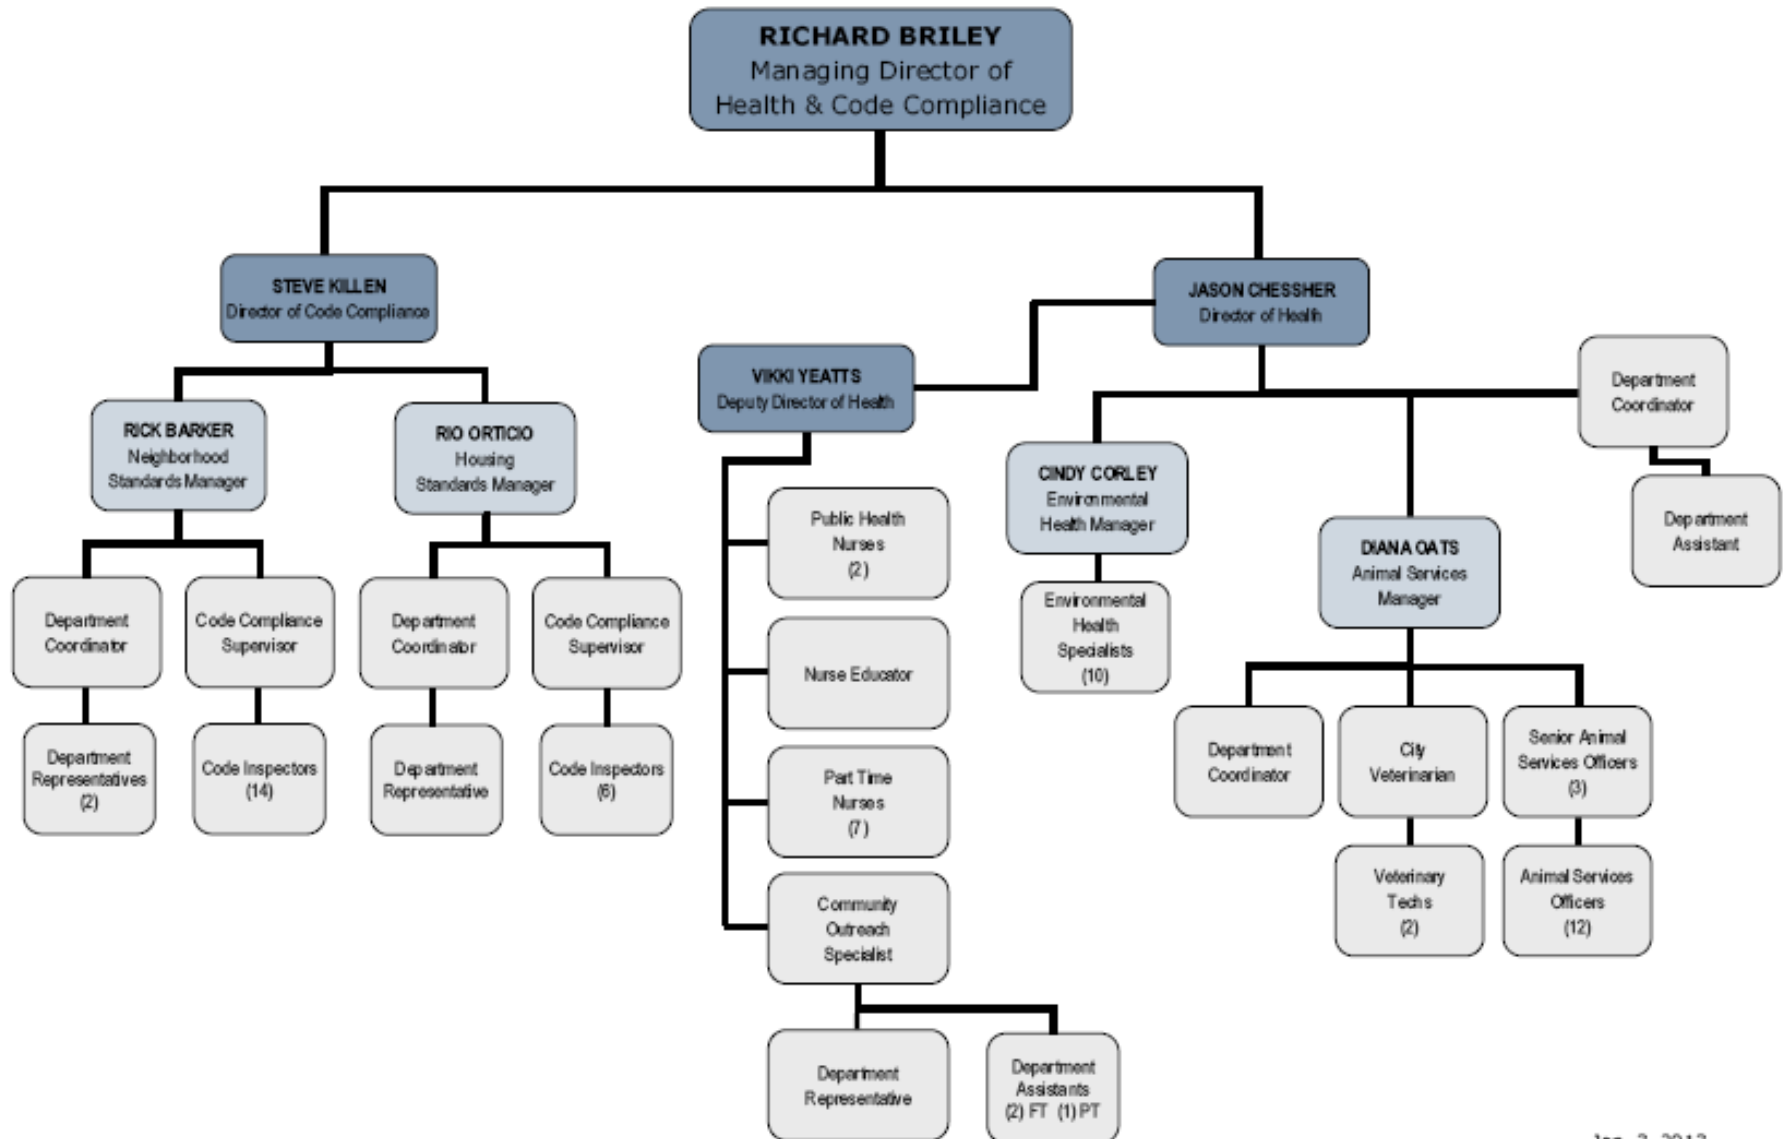 RICHARD BRILEY
Managing Director of
Health & Code Compliance
STEVE KILLEN
Director of Code Compliance
JASON CHESSHER
Director of Health
VIKKI YEATTS
Deputy Director of Health
Department
Coordinator
Department
Assistant
RICK BARKER
Neighborhood
Standards Manager
RIO ORTICIO
Housing
Standards Manager
CINDY CORLEY
Environmental
Health Manager
DIANA OATS
Animal Services
Manager
Department
Coordinator
Code Compliance
Supervisor
Department
Coordinator
Code Compliance
Supervisor
Department
Representatives
(2)
Code Inspectors
(14)
Department
Representative
Code Inspectors
(6)
Public Health
Nurses
(2)
Nurse Educator
Part Time
Nurses
(7)
Community
Outreach
Specialist
Department
Representative
Department
Assistants
(2) FT (1) PT
Environmental
Health
Specialists
(10)
Department
Coordinator
City
Veterinarian
Senior Animal
Services Officers
(3)
Veterinary
Techs
(2)
Animal Services
Officers
(12)